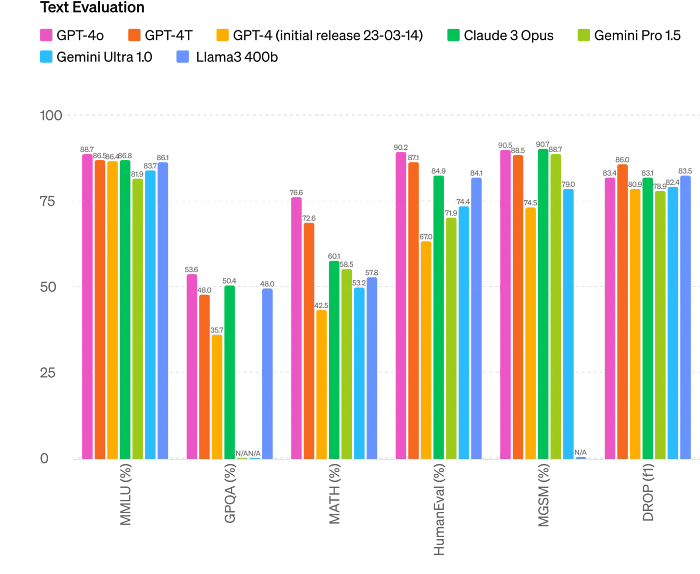 Text Evaluation
GPT-4o GPT-4T GPT-4 (initial release 23-03-14) Claude 3 Opus Gemini Pro 1.5
Gemini Ultra 1.0 Llama3 400b
100
75
50
25
0
88.7 86.5 86.4 86.8 81.9 83.7 86.1
53.6 48.0 35.7 50.4 N/A N/A 48.0
76.6 72.6 42.5 60.1 58.5 53.2 57.8
90.2 87.1 67.0 84.9 71.9 74.4 84.1
90.5 88.5 74.5 90.7 88.7 79.0 N/A
83.4 86.0 80.9 83.1 78.9 82.4 83.5
MMLU (%)
GPQA (%)
MATH (%)
HumanEval (%)
MGSM (%)
DROP (f1)